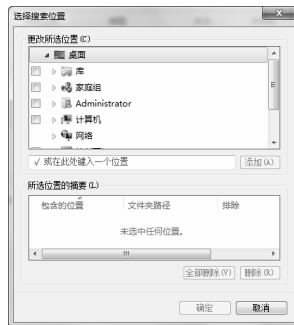 选择搜索位置
更改所选位置(C)
桌面
库
家庭组
Administrator
计算机
网络
√ 或在此处键入一个位置
添加(A)
所选位置的摘要(L)
包含的位置 文件夹路径 排除
未选中任何位置。
全部删除(V) 删除(R)
确定 取消